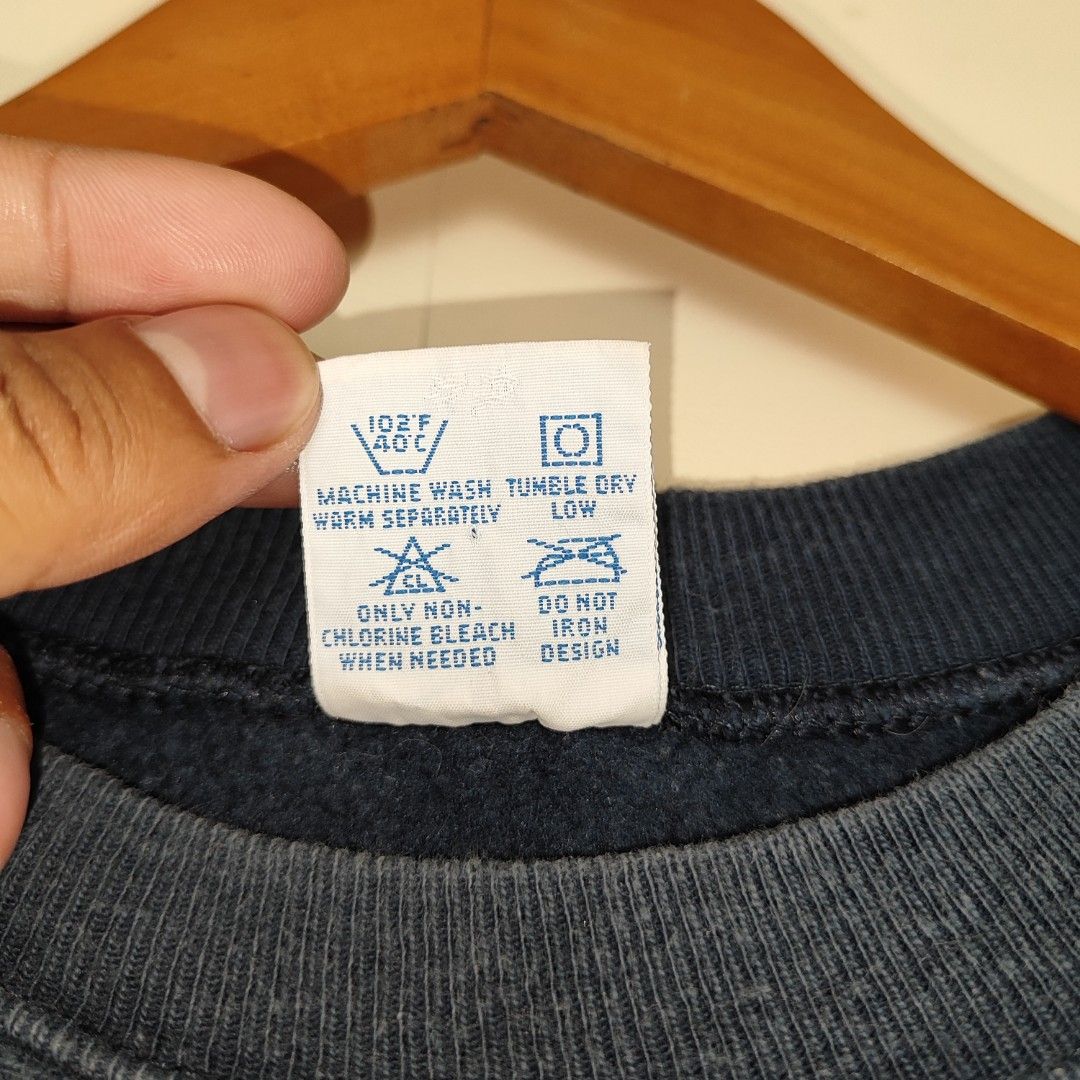 102°F
40°C
MACHINE WASH
WARM SEPARATELY
TUMBLE DRY
LOW
CL
ONLY NON-
CHLORINE BLEACH
WHEN NEEDED
DO NOT
IRON
DESIGN